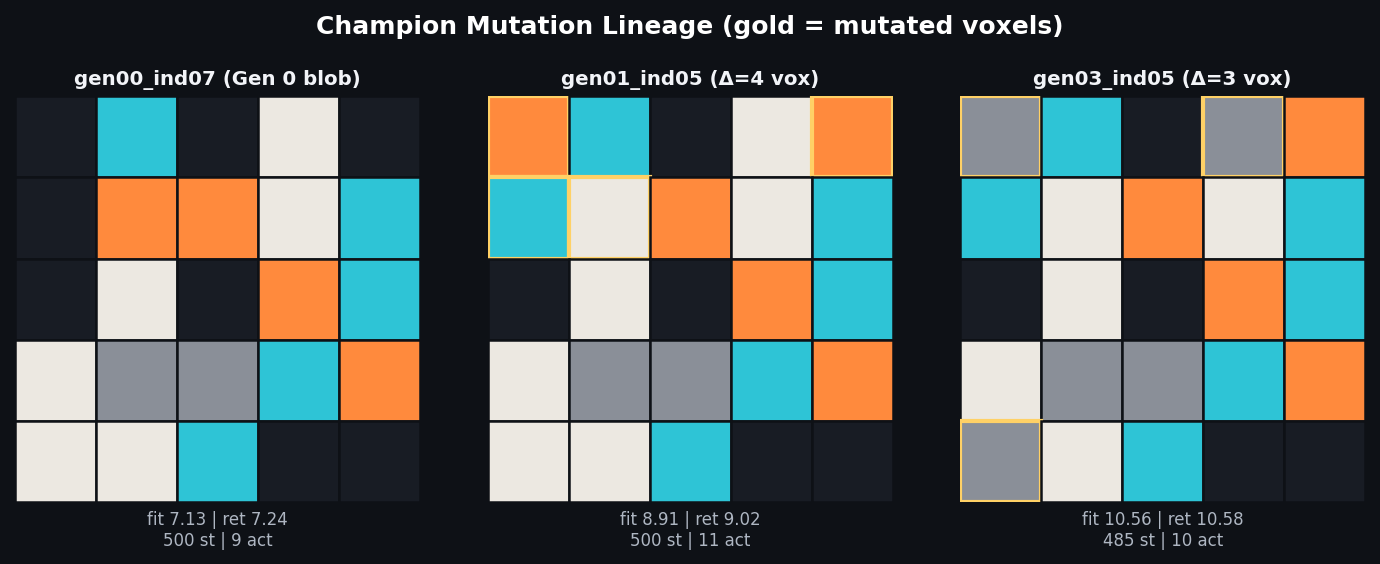 Champion Mutation Lineage (gold = mutated voxels)
gen00_ind07 (Gen 0 blob)
gen01_ind05 (Δ=4 vox)
gen03_ind05 (Δ=3 vox)
fit 7.13 | ret 7.24
500 st | 9 act
fit 8.91 | ret 9.02
500 st | 11 act
fit 10.56 | ret 10.58
485 st | 10 act